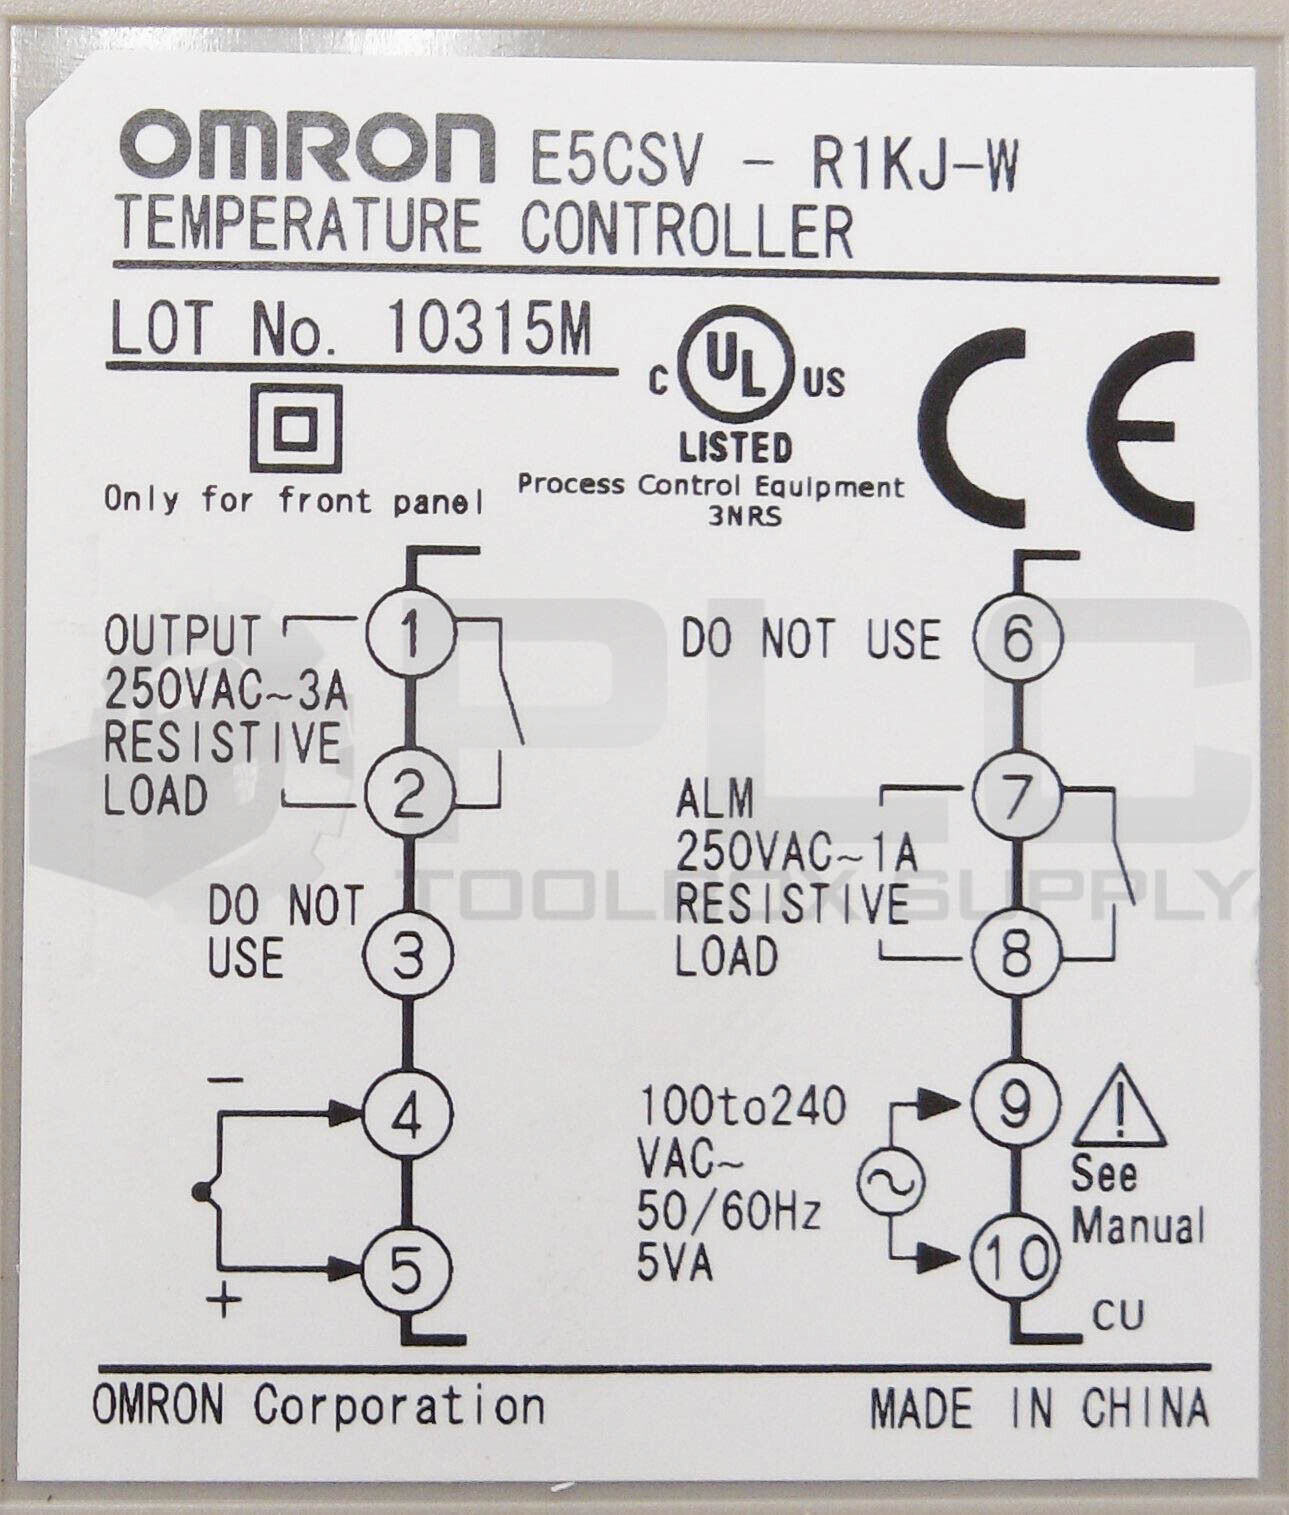 OMRON E5CSV - R1KJ-W
TEMPERATURE CONTROLLER
LOT No. 10315M
C UL US
LISTED
Process Control Equipment
3NRS
CE
Only for front panel
OUTPUT
250VAC~3A
RESISTIVE
LOAD
1
2
DO NOT
USE
3
−
4
5
+
DO NOT USE
6
ALM
250VAC~1A
RESISTIVE
LOAD
7
8
100to240
VAC~
50/60Hz
5VA
9
10
!
See
Manual
CU
OMRON Corporation
MADE IN CHINA
PLC
TOOLBOX SUPPLY